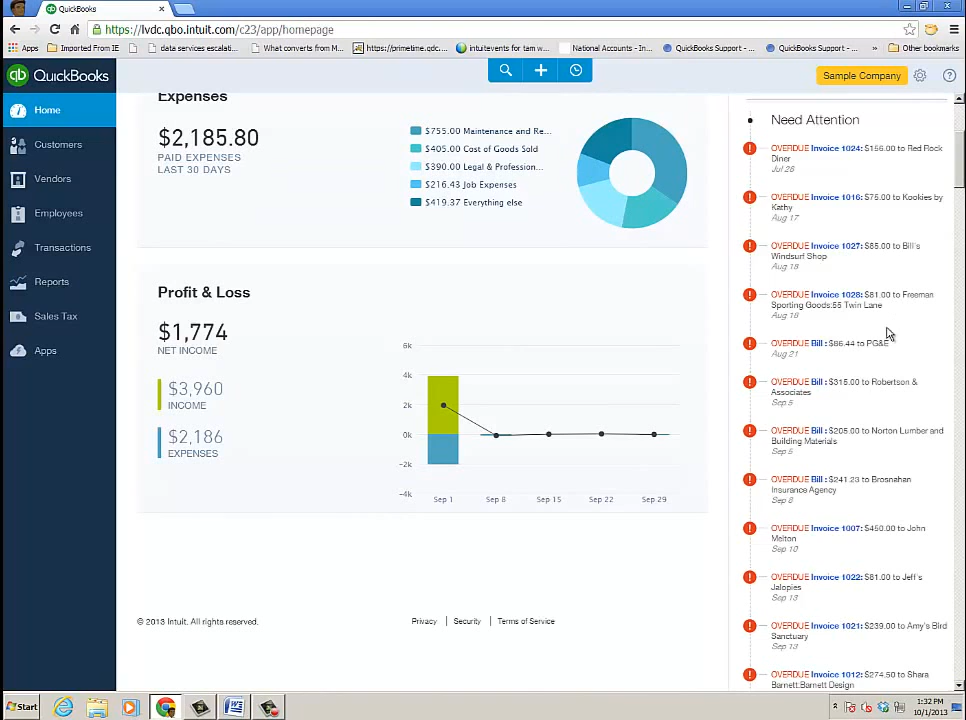 QuickBooks
https://lvdc.qbo.intuit.com/c23/app/homepage
Apps
Imported From IE
data services escalati...
What converts from M...
https://primetime.qdc....
intuitevents for tam w...
National Accounts - In...
QuickBooks Support - ...
QuickBooks Support - ...
»
Other bookmarks
qb QuickBooks
Sample Company
Home
Customers
Vendors
Employees
Transactions
Reports
Sales Tax
Apps
Expenses
$2,185.80
PAID EXPENSES
LAST 30 DAYS
$755.00 Maintenance and Re...
$405.00 Cost of Goods Sold
$390.00 Legal & Profession...
$216.43 Job Expenses
$419.37 Everything else
Profit & Loss
$1,774
NET INCOME
$3,960
INCOME
$2,186
EXPENSES
6k
4k
2k
0k
−2k
−4k
Sep 1 Sep 8 Sep 15 Sep 22 Sep 29
© 2013 Intuit. All rights reserved.
Privacy | Security | Terms of Service
Need Attention
OVERDUE Invoice 1024: $156.00 to Red Rock
Diner
Jul 26
OVERDUE Invoice 1016: $75.00 to Kookies by
Kathy
Aug 17
OVERDUE Invoice 1027: $85.00 to Bill's
Windsurf Shop
Aug 18
OVERDUE Invoice 1028: $81.00 to Freeman
Sporting Goods:55 Twin Lane
Aug 18
OVERDUE Bill : $86.44 to PG&E
Aug 21
OVERDUE Bill : $315.00 to Robertson &
Associates
Sep 5
OVERDUE Bill : $205.00 to Norton Lumber and
Building Materials
Sep 5
OVERDUE Bill : $241.23 to Brosnahan
Insurance Agency
Sep 8
OVERDUE Invoice 1007: $450.00 to John
Melton
Sep 10
OVERDUE Invoice 1022: $81.00 to Jeff's
Jalopies
Sep 13
OVERDUE Invoice 1021: $239.00 to Amy's Bird
Sanctuary
Sep 13
OVERDUE Invoice 1012: $274.50 to Shara
Barnett:Barnett Design
Start
1:32 PM
10/1/2013